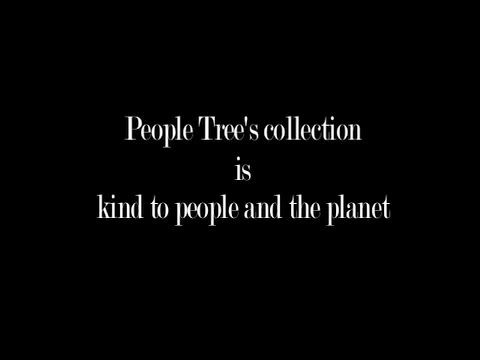 People Tree's collection
is
kind to people and the planet